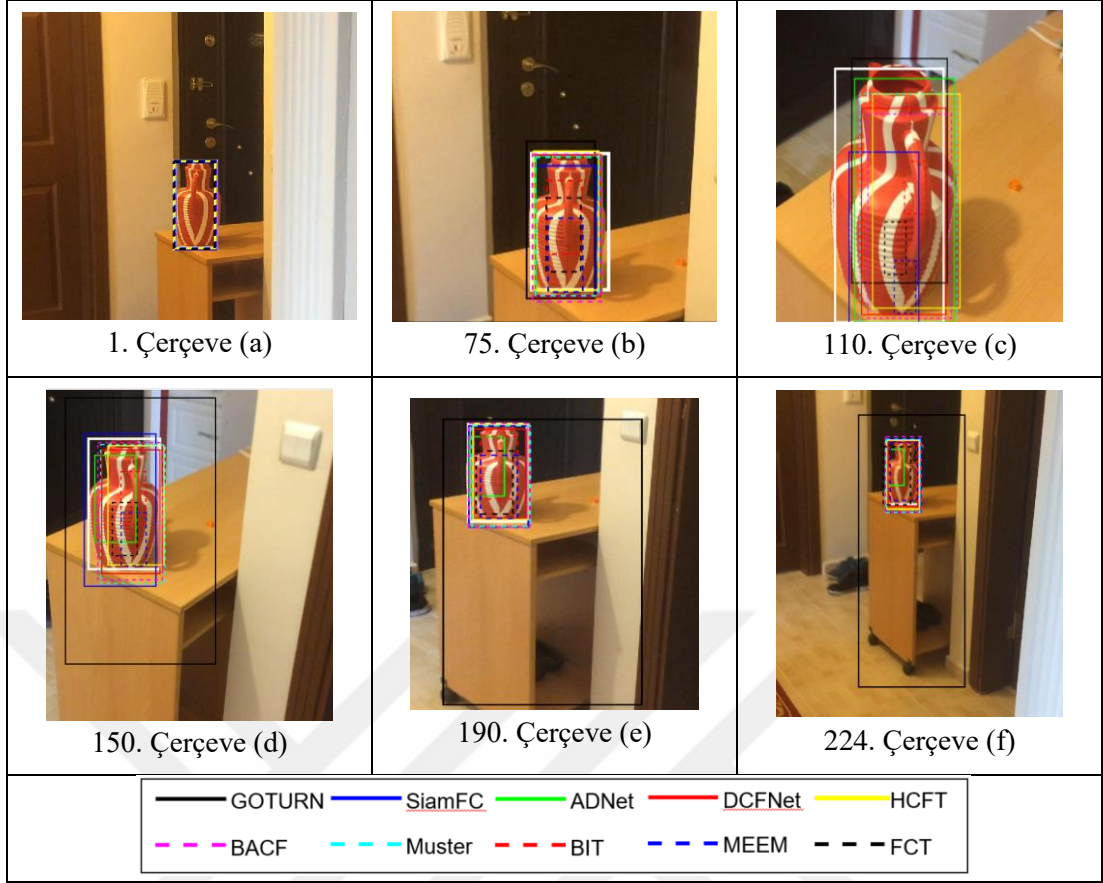 1. Çerçeve (a)
75. Çerçeve (b)
110. Çerçeve (c)
150. Çerçeve (d)
190. Çerçeve (e)
224. Çerçeve (f)
GOTURN SiamFC ADNet DCFNet HCFT
BACF Muster BIT MEEM FCT